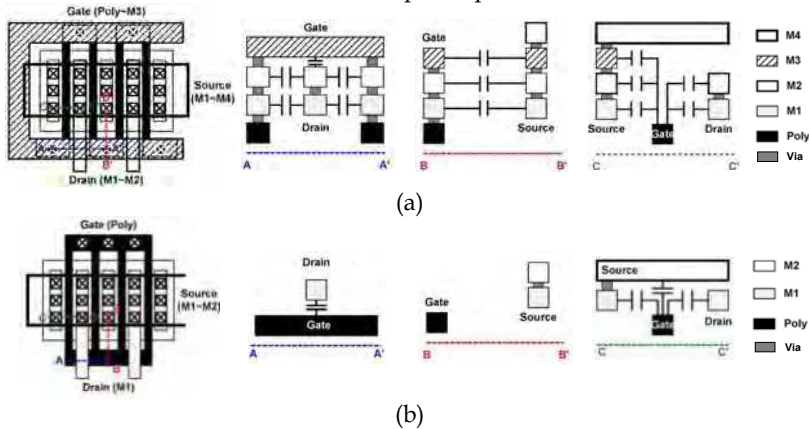 Gate (Poly~M3)
Source
(M1~M4)
A
A'
B
B'
Drain (M1~M2)
Gate
Drain
A
A'
Gate
Source
B
B'
Source
Gate
Drain
C
C'
M4
M3
M2
M1
Poly
Via
(a)
Gate (Poly)
Source
(M1~M2)
A
B
Drain (M1)
Drain
Gate
A
A'
Gate
Source
B
B'
Source
Gate
Drain
C
C'
M2
M1
Poly
Via
(b)